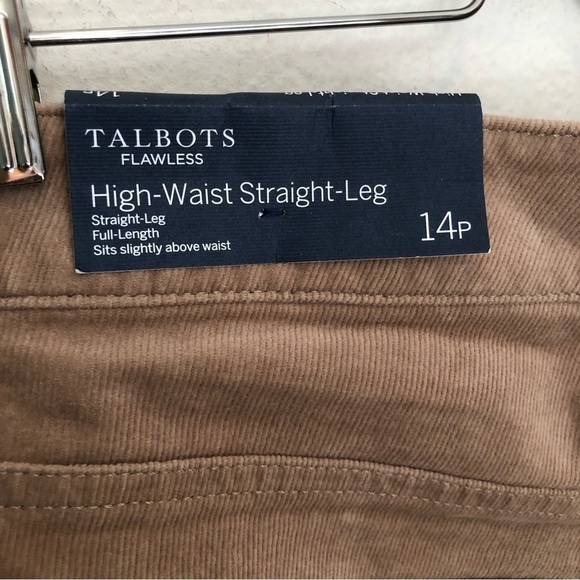 TALBOTS
FLAWLESS
High-Waist Straight-Leg
Straight-Leg
Full-Length
Sits slightly above waist
14P